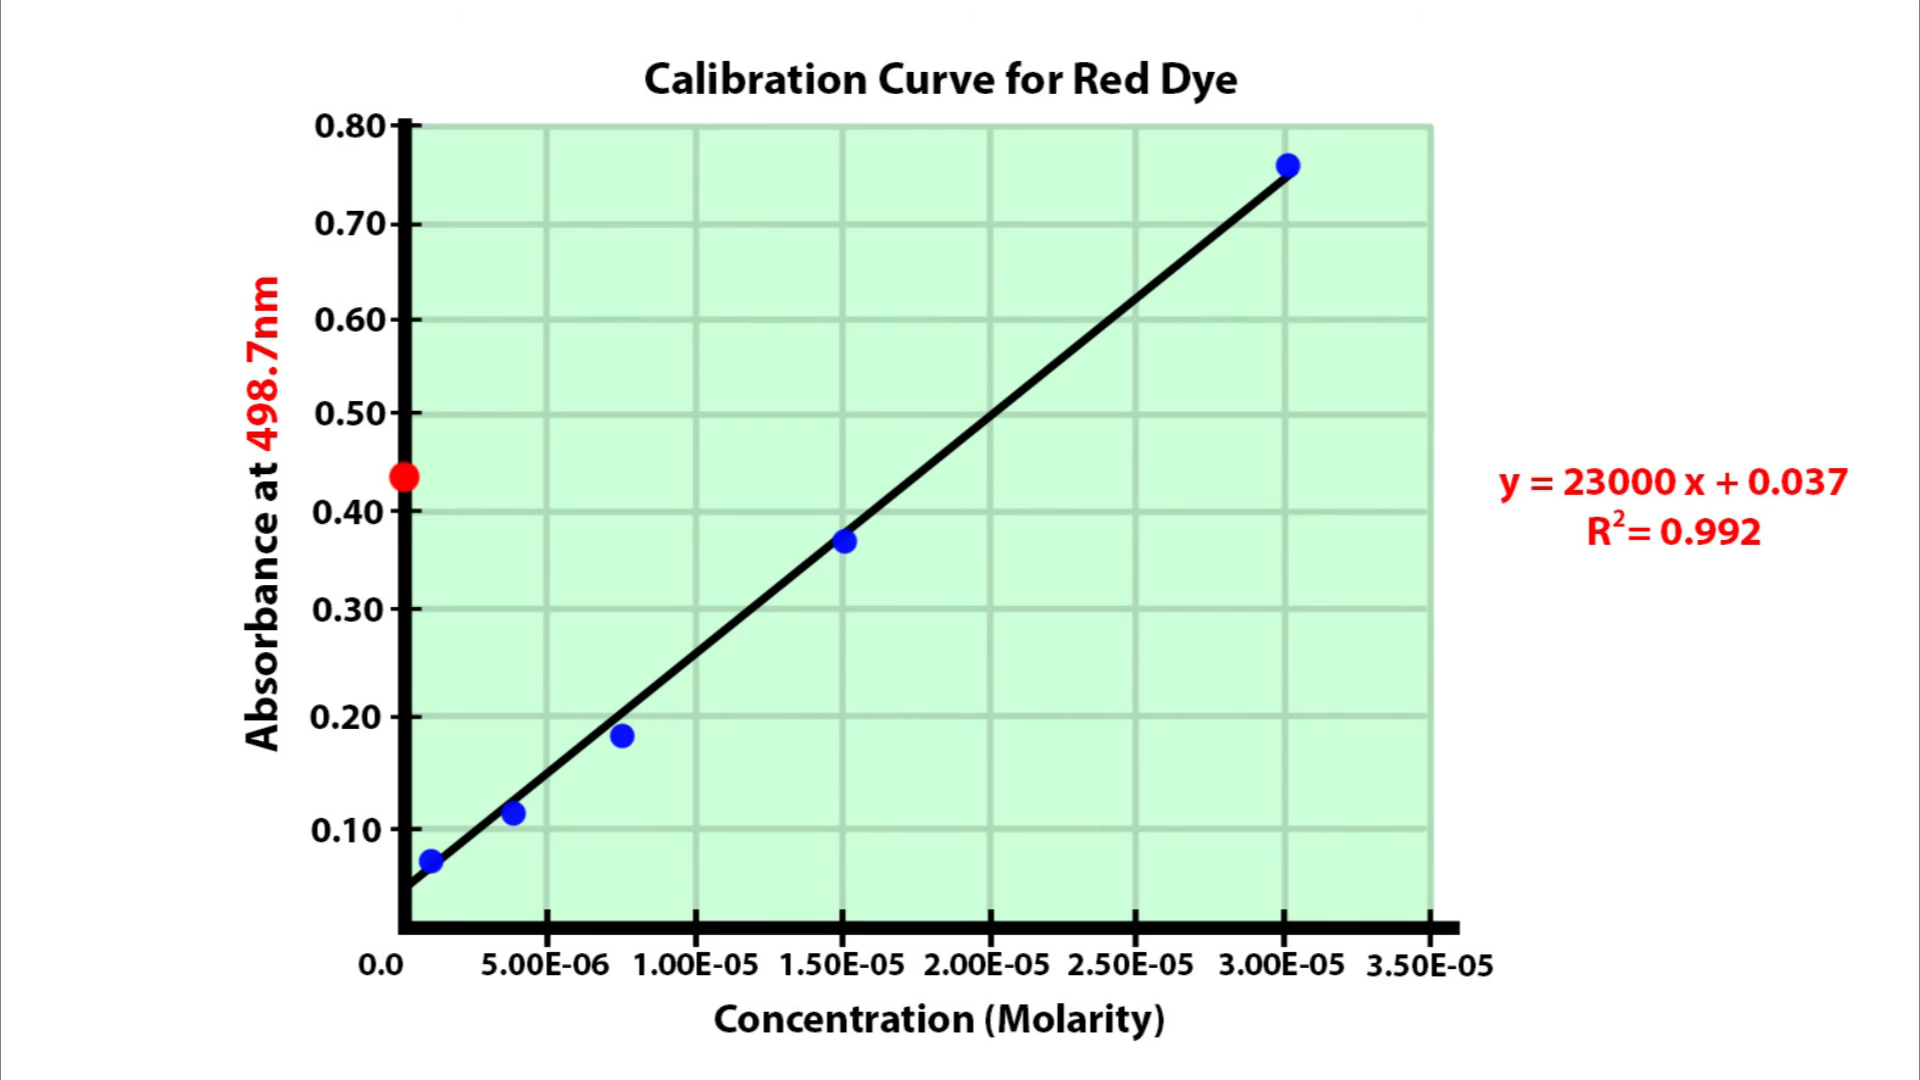 Calibration Curve for Red Dye
0.80
0.70
0.60
0.50
0.40
0.30
0.20
0.10
Absorbance at 498.7nm
y = 23000 x + 0.037
R²= 0.992
0.0 5.00E-06 1.00E-05 1.50E-05 2.00E-05 2.50E-05 3.00E-05 3.50E-05
Concentration (Molarity)